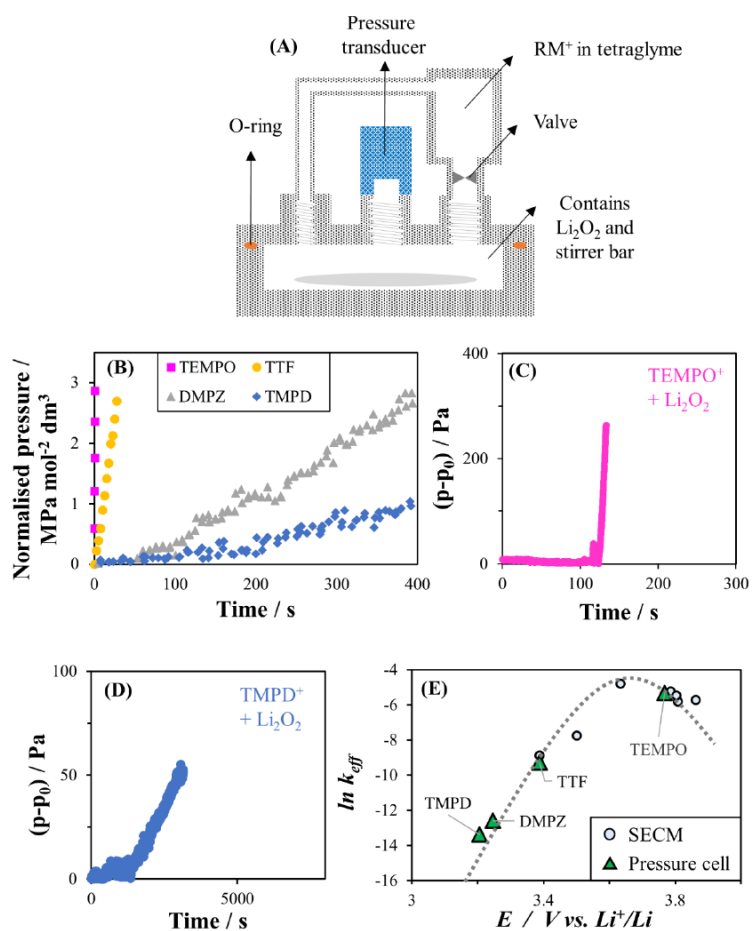 (A)
Pressure
transducer
RM⁺ in tetraglyme
O-ring
Valve
Contains
Li₂O₂ and
stirrer bar
(B)
TEMPO
TTF
DMPZ
TMPD
Normalised pressure /
MPa mol⁻² dm³
3
2
1
0
0
100
200
300
400
Time / s
(C)
TEMPO⁺
+ Li₂O₂
(p-p₀) / Pa
400
200
0
0
100
200
300
Time / s
(D)
TMPD⁺
+ Li₂O₂
(p-p₀) / Pa
100
50
0
0
5000
Time / s
(E)
ln k_eff
-4
-6
-8
-10
-12
-14
-16
TEMPO
TTF
TMPD
DMPZ
SECM
Pressure cell
3
3.4
3.8
E / V vs. Li⁺/Li